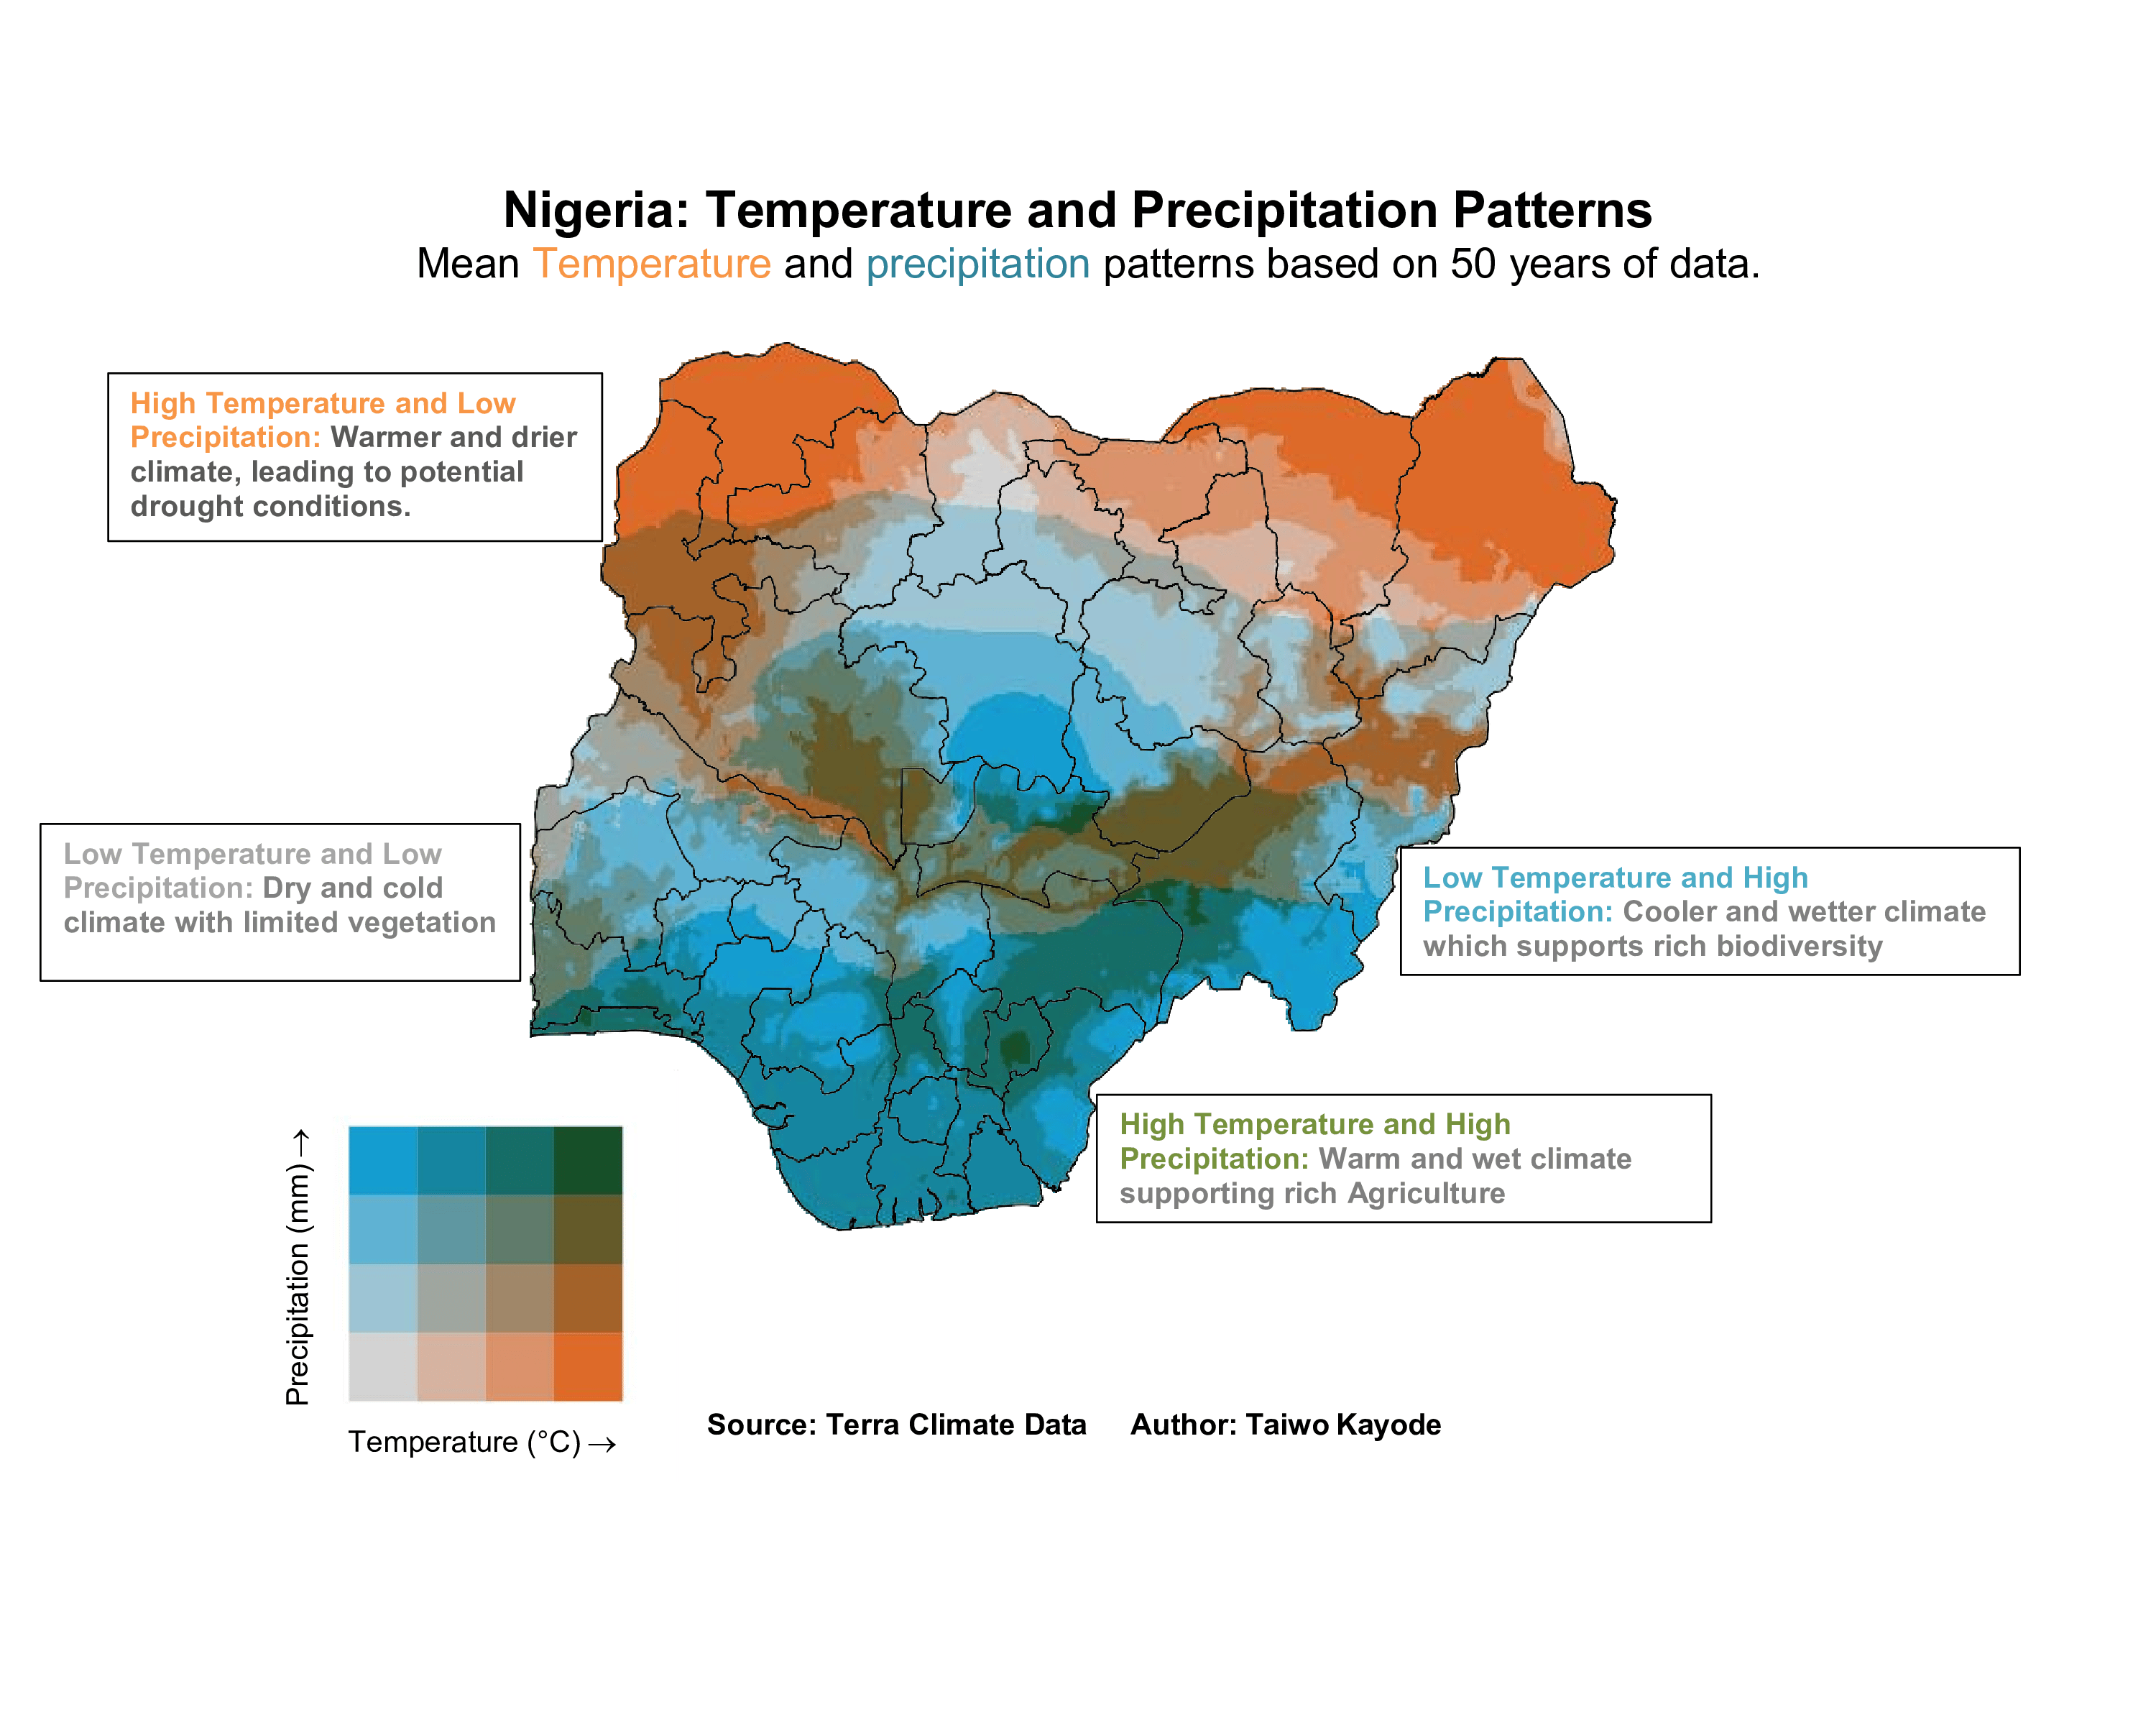 Nigeria: Temperature and Precipitation Patterns
Mean Temperature and precipitation patterns based on 50 years of data.
High Temperature and Low
Precipitation: Warmer and drier
climate, leading to potential
drought conditions.
Low Temperature and Low
Precipitation: Dry and cold
climate with limited vegetation
Low Temperature and High
Precipitation: Cooler and wetter climate
which supports rich biodiversity
High Temperature and High
Precipitation: Warm and wet climate
supporting rich Agriculture
Precipitation (mm) →
Temperature (°C) →
Source: Terra Climate Data Author: Taiwo Kayode